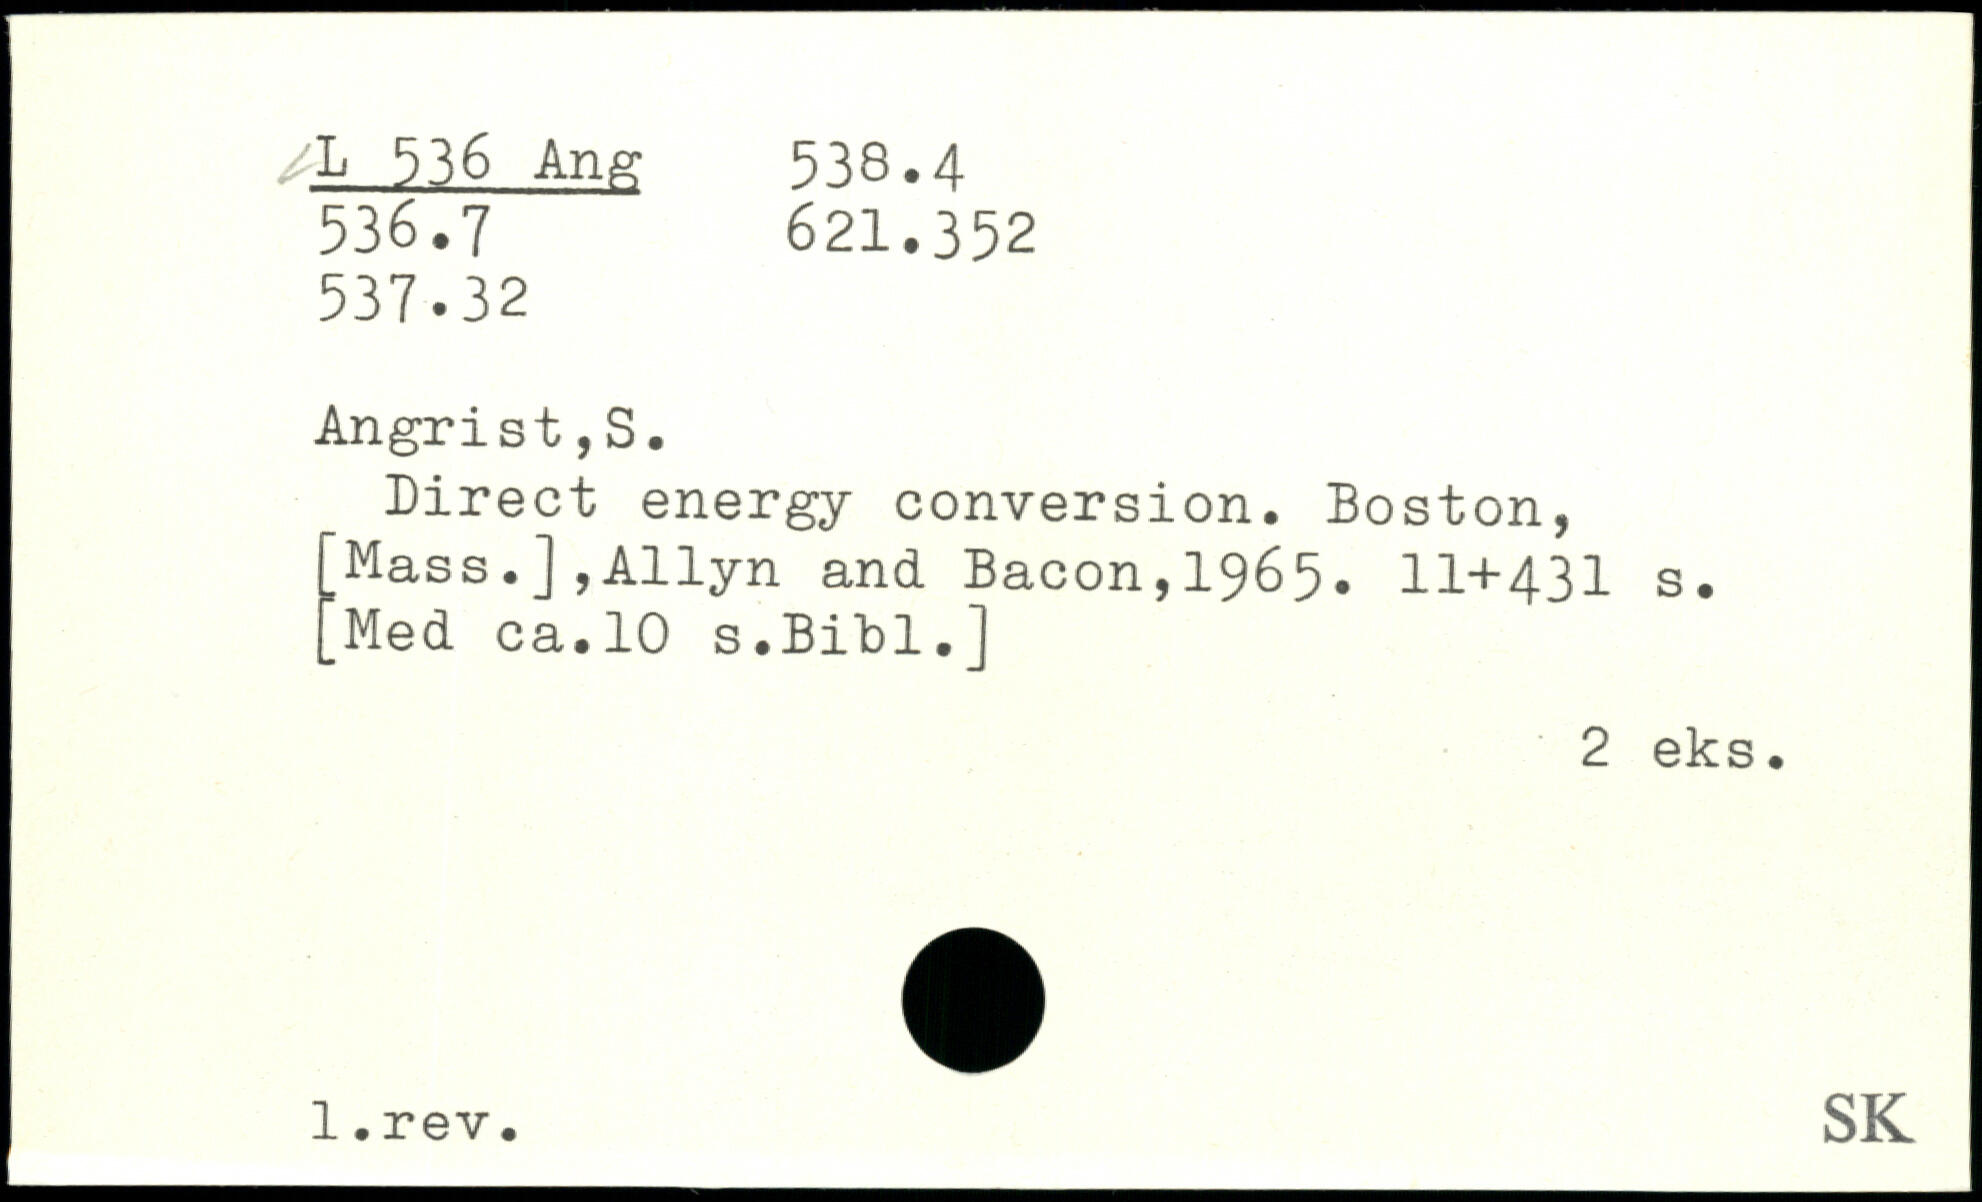 L 536 Ang 538.4
536.7 621.352
537.32
Angrist,S.
Direct energy conversion. Boston,
[Mass.],Allyn and Bacon,1965. 11+431 s.
[Med ca.10 s.Bibl.]
2 eks.
1.rev.
SK